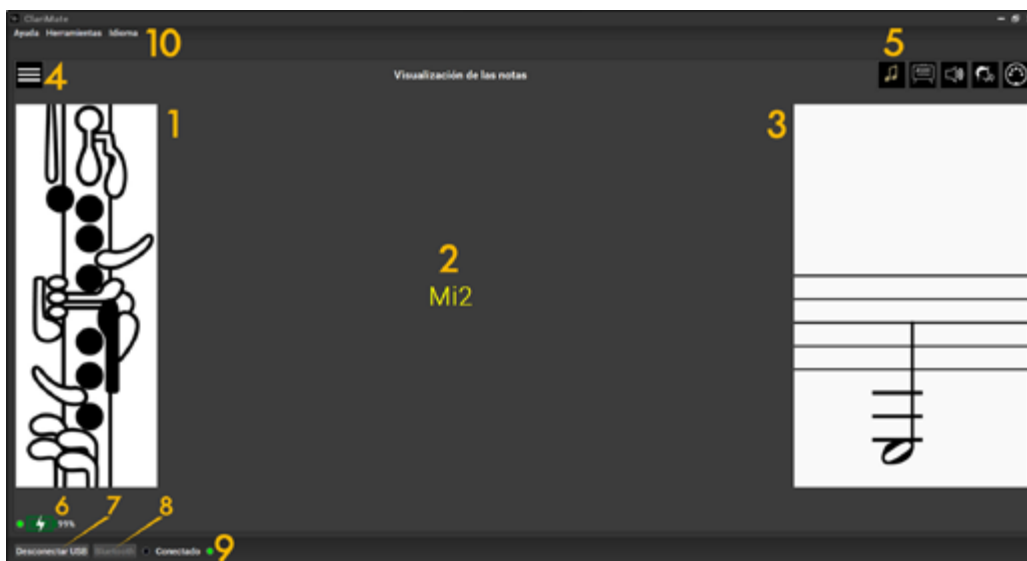 ClariMate
Ayuda Herramientas Idioma
10
5
4
Visualización de las notas
1
3
2
Mi2
6
7
8
99%
Desconectar USB Bluetooth Conectado
9